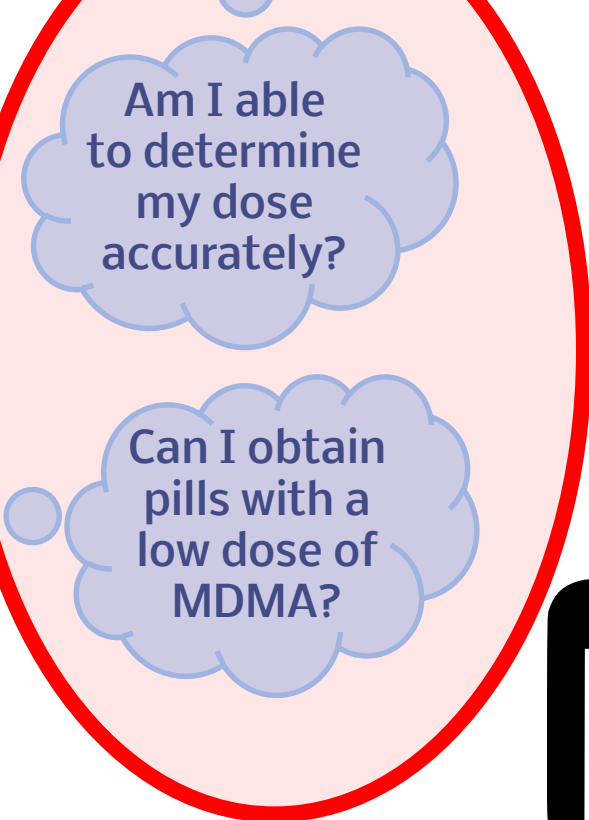 Am I able
to determine
my dose
accurately?
Can I obtain
pills with a
low dose of
MDMA?